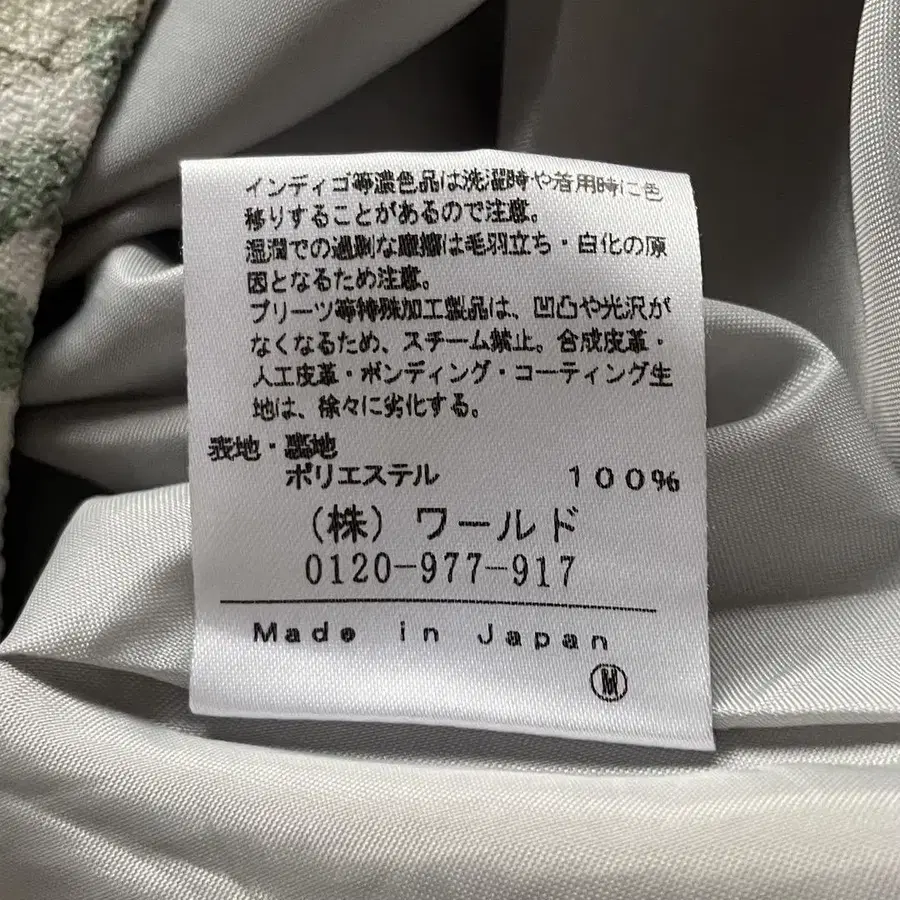 インディゴ等濃色品は洗濯時や着用時に色
移りすることがあるので注意。
湿潤での過剰な摩擦は毛羽立ち・白化の原
因となるため注意。
プリーツ等特殊加工製品は、凹凸や光沢が
なくなるため、スチーム禁止。合成皮革・
人工皮革・ボンディング・コーティング生
地は、徐々に劣化する。
表地・裏地
ポリエステル 100%
(株)ワールド
0120-977-917
Made in Japan
M